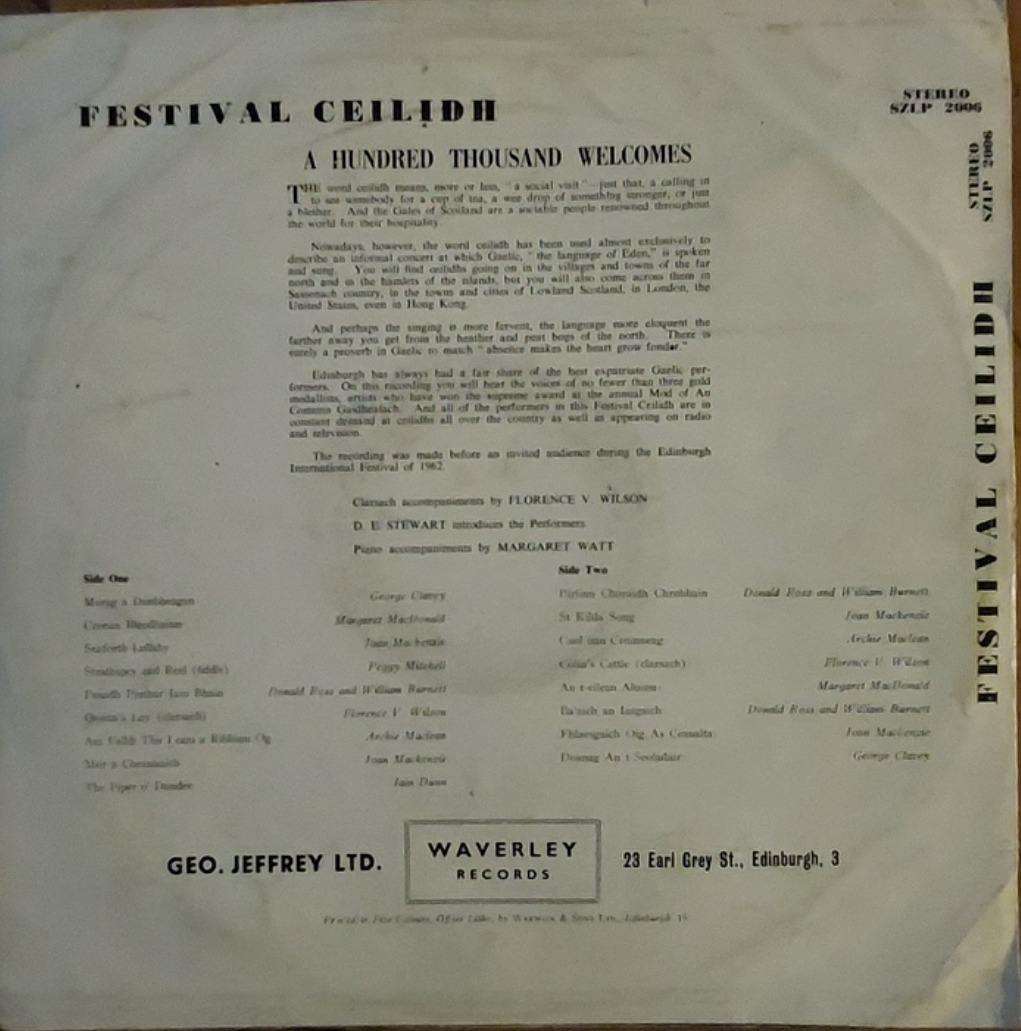 FESTIVAL CEILIDH
STEREO
SZLP 2006
A HUNDRED THOUSAND WELCOMES
THE word ceilidh means, more or less, "a social visit"—just that, a calling in
to see somebody for a cup of tea, a wee drop of something stronger, or just
a blether. And the Gaels of Scotland are a sociable people renowned throughout
the world for their hospitality.
Nowadays, however, the word ceilidh has been used almost exclusively to
describe an informal concert at which Gaelic, "the language of Eden," is spoken
and sung. You will find ceilidhs going on in the villages and towns of the far
north and in the hamlets of the islands, but you will also come across them in
Sassenach country, in the towns and cities of Lowland Scotland, in London, the
United States, even in Hong Kong.
And perhaps the singing is more fervent, the language more eloquent the
farther away you get from the heather and peat bogs of the north. There is
surely a proverb in Gaelic to match "absence makes the heart grow fonder."
Edinburgh has always had a fair share of the best expatriate Gaelic per-
formers. On this recording you will hear the voices of no fewer than three gold
medallists, artists who have won the supreme award at the annual Mod of An
Comunn Gaidhealach. And all of the performers in this Festival Ceilidh are in
constant demand at ceilidhs all over the country as well as appearing on radio
and television.
The recording was made before an invited audience during the Edinburgh
International Festival of 1962.
Clarsach accompaniments by FLORENCE V. WILSON
D. E. STEWART introduces the Performers
Piano accompaniments by MARGARET WATT
Side One
George Clavey
Margaret MacDonald
Seaforth Lullaby Joan Mackenzie
Strathspey and Reel (fiddle) Peggy Mitchell
Donald Ross and William Burnett
Lay (clarsach) Florence V. Wilson
Archie Maclean
Joan Mackenzie
The Piper o' Dundee Iain Dunn
Side Two
Donald Ross and William Burnett
St Kilda Song Joan Mackenzie
Archie Maclean
Cattle (clarsach) Florence V. Wilson
An t-eilean Margaret MacDonald
Donald Ross and William Burnett
Joan Mackenzie
George Clavey
GEO. JEFFREY LTD.
WAVERLEY
RECORDS
23 Earl Grey St., Edinburgh, 3
Edinburgh
STEREO
SZLP 2006
FESTIVAL CEILIDH